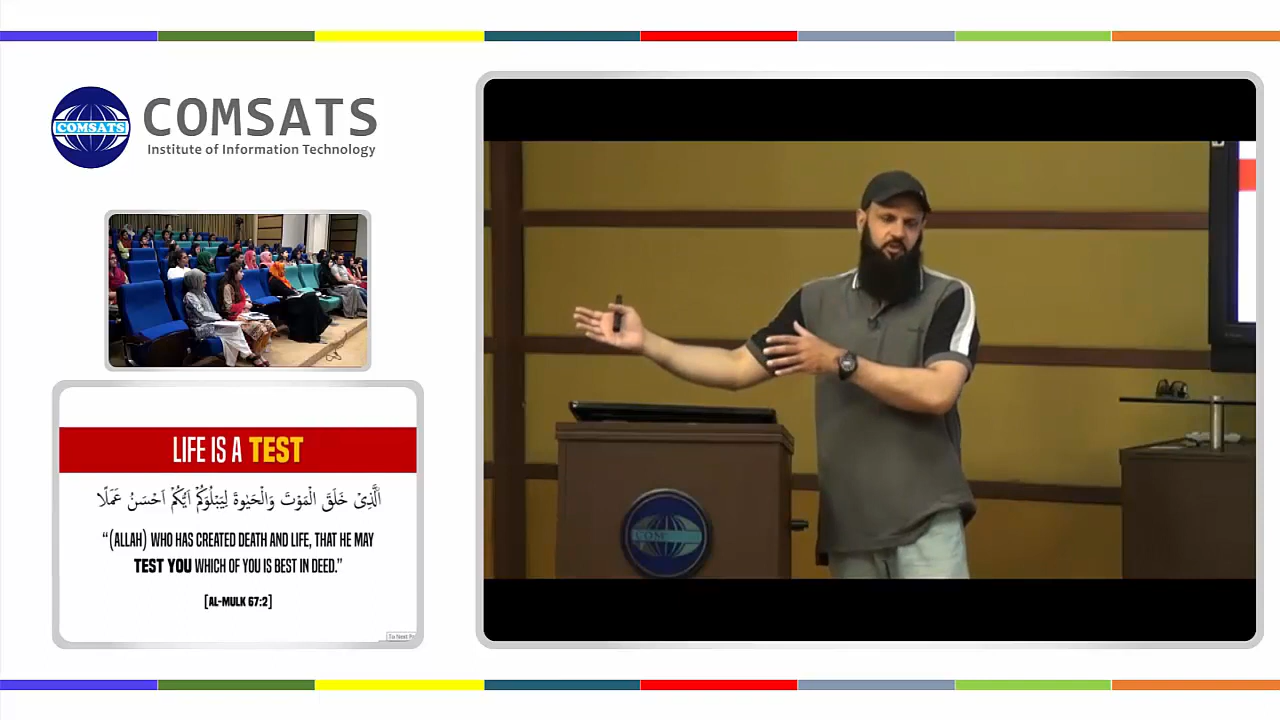 COMSATS
COMSATS
Institute of Information Technology
LIFE IS A TEST
اَلَّذِىْ خَلَقَ الْمَوْتَ وَالْحَيٰوةَ لِيَبْلُوَكُمْ اَيُّكُمْ اَحْسَنُ عَمَلًا
“(ALLAH) WHO HAS CREATED DEATH AND LIFE, THAT HE MAY
TEST YOU WHICH OF YOU IS BEST IN DEED.”
[AL-MULK 67:2]